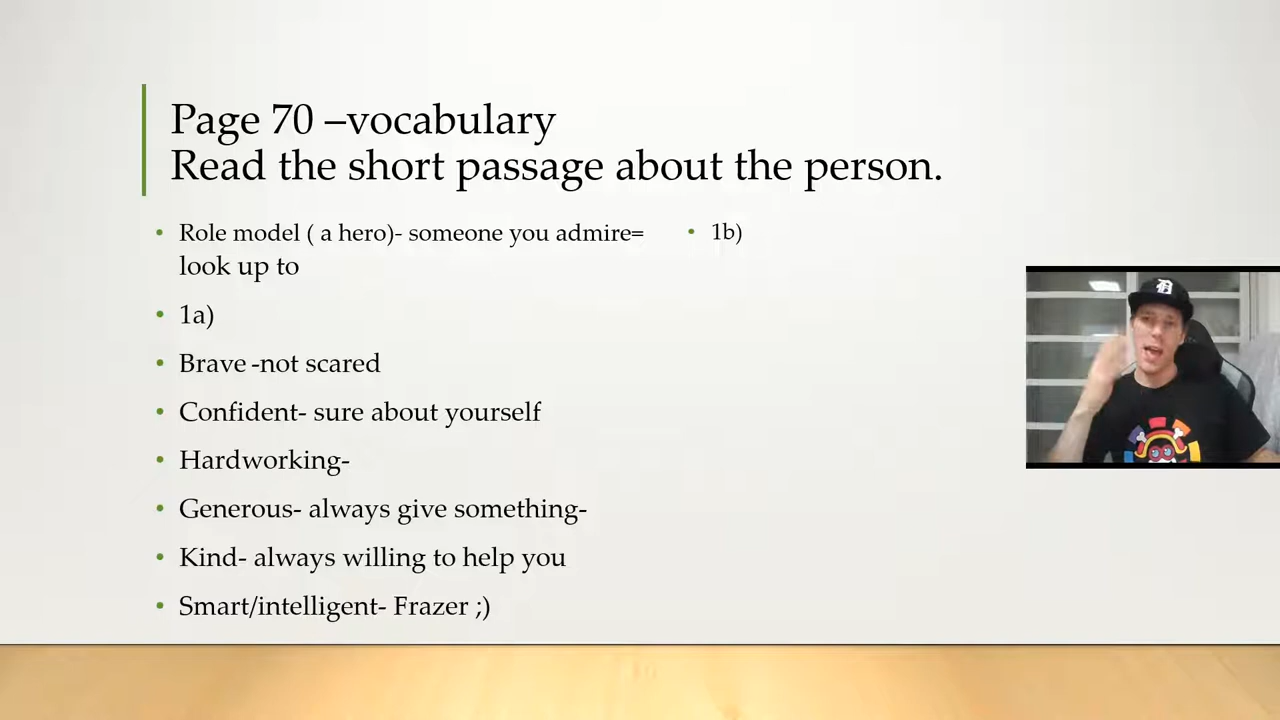 Page 70 –vocabulary
Read the short passage about the person.
• Role model ( a hero)- someone you admire=
look up to
• 1a)
• Brave -not scared
• Confident- sure about yourself
• Hardworking-
• Generous- always give something-
• Kind- always willing to help you
• Smart/intelligent- Frazer ;)
• 1b)
D